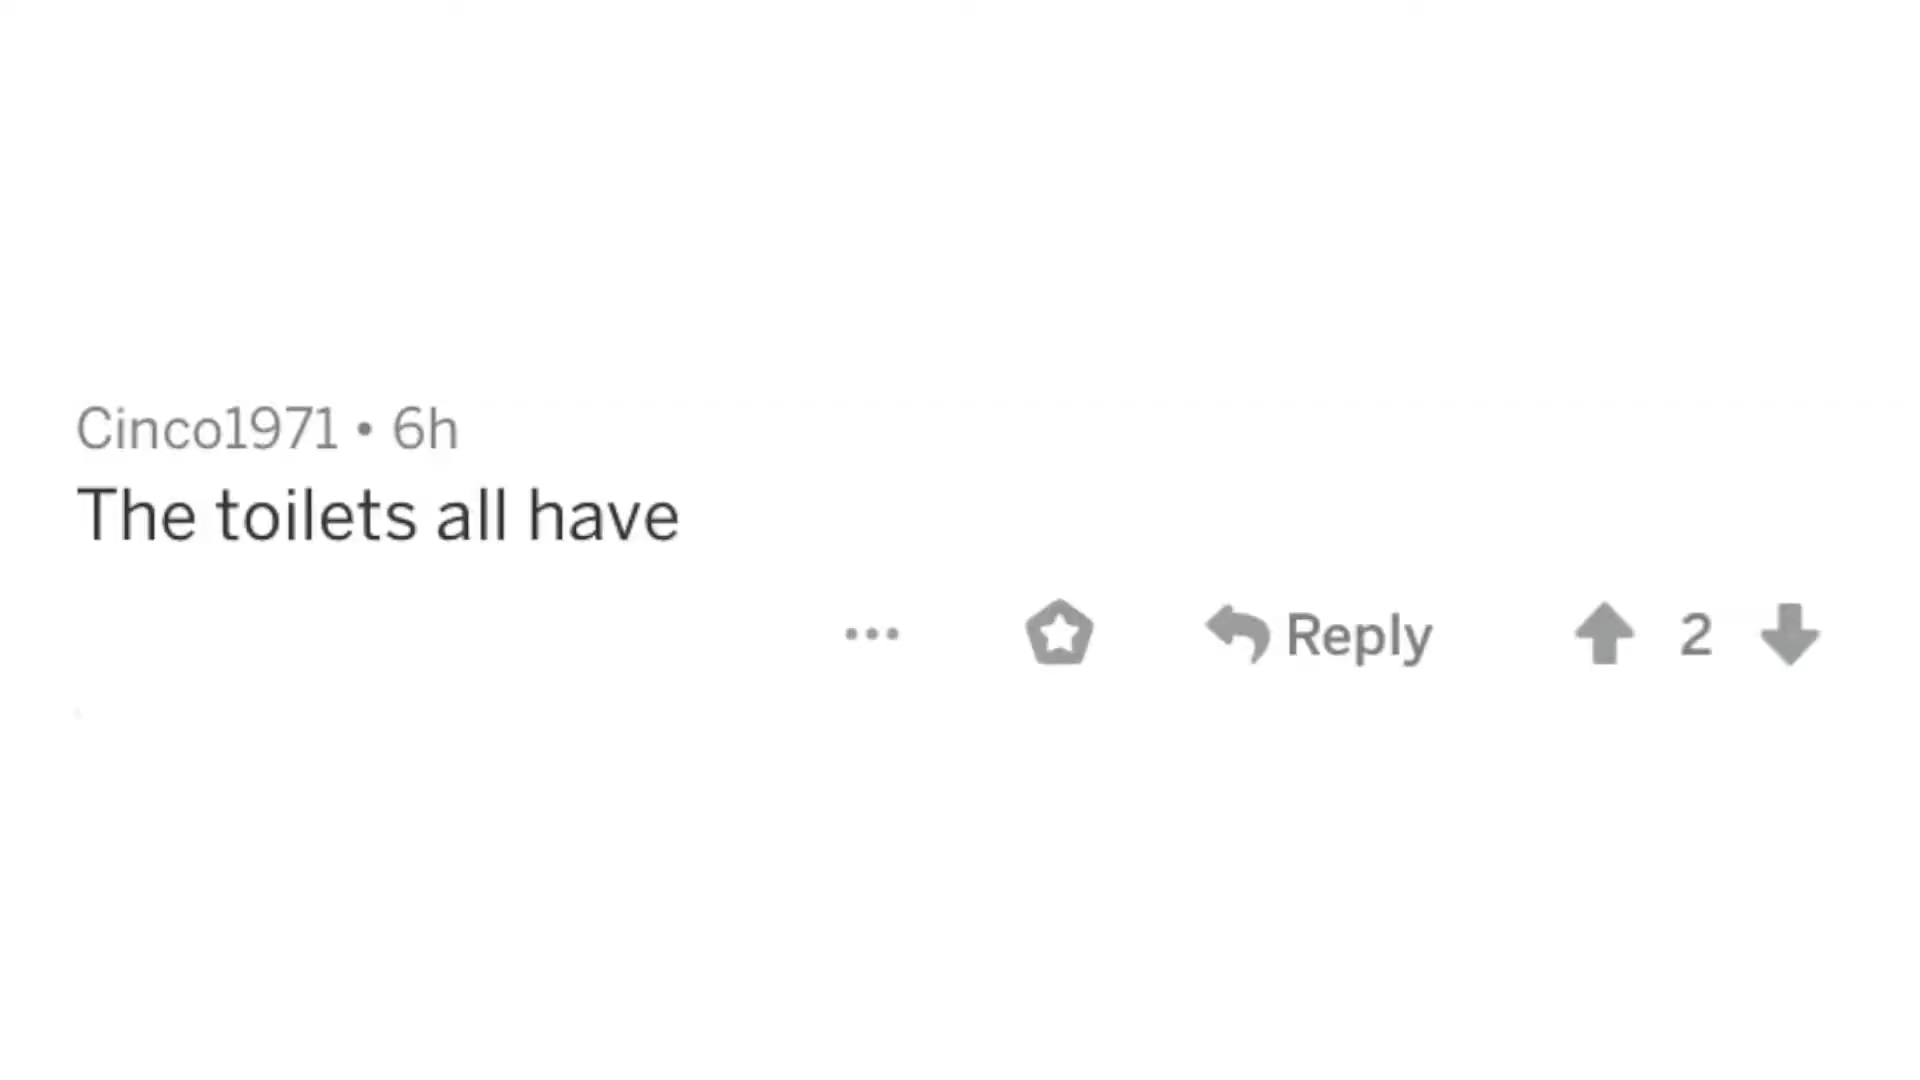 Cinco1971 • 6h
The toilets all have
Reply 2